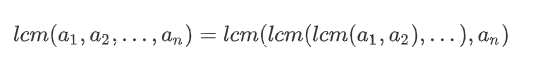 lcm(a₁, a₂, . . . , aₙ) = lcm(lcm(lcm(a₁, a₂), . . . ), aₙ)